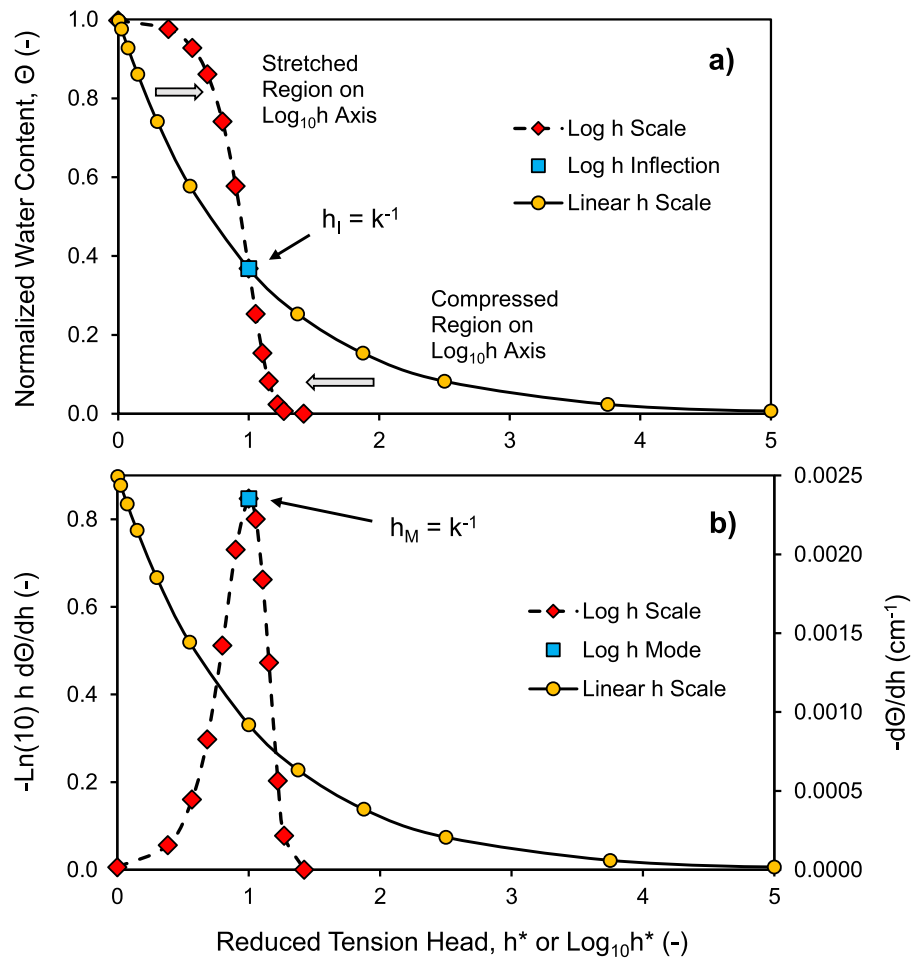 Normalized Water Content, Θ (-)
1.0
0.8
0.6
0.4
0.2
0.0
0
1
2
3
4
5
a)
Stretched
Region on
Log₁₀h Axis
Log h Scale
Log h Inflection
Linear h Scale
h_I = k⁻¹
Compressed
Region on
Log₁₀h Axis
-Ln(10) h dΘ/dh (-)
0.8
0.6
0.4
0.2
0.0
0
1
2
3
4
5
b)
h_M = k⁻¹
Log h Scale
Log h Mode
Linear h Scale
0.0025
0.0020
0.0015
0.0010
0.0005
0.0000
-dΘ/dh (cm⁻¹)
Reduced Tension Head, h* or Log₁₀h* (-)